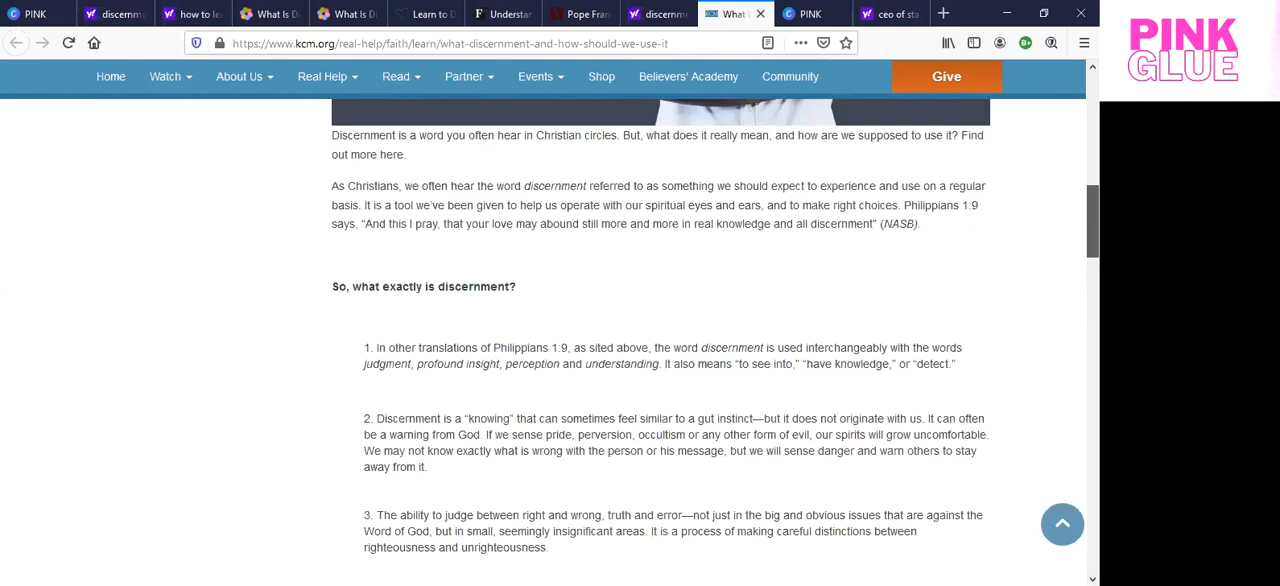 PINK
discernm
how to le
What Is Di
What Is Di
Learn to D
Understar
Pope Fran
discernm
What I
PINK
ceo of sta
https://www.kcm.org/real-help/faith/learn/what-discernment-and-how-should-we-use-it
Home Watch About Us Real Help Read Partner Events Shop Believers' Academy Community Give
Discernment is a word you often hear in Christian circles. But, what does it really mean, and how are we supposed to use it? Find
out more here.
As Christians, we often hear the word discernment referred to as something we should expect to experience and use on a regular
basis. It is a tool we've been given to help us operate with our spiritual eyes and ears, and to make right choices. Philippians 1:9
says, “And this I pray, that your love may abound still more and more in real knowledge and all discernment” (NASB).
So, what exactly is discernment?
1. In other translations of Philippians 1:9, as sited above, the word discernment is used interchangeably with the words
judgment, profound insight, perception and understanding. It also means “to see into,” “have knowledge,” or “detect.”
2. Discernment is a “knowing” that can sometimes feel similar to a gut instinct—but it does not originate with us. It can often
be a warning from God. If we sense pride, perversion, occultism or any other form of evil, our spirits will grow uncomfortable.
We may not know exactly what is wrong with the person or his message, but we will sense danger and warn others to stay
away from it.
3. The ability to judge between right and wrong, truth and error—not just in the big and obvious issues that are against the
Word of God, but in small, seemingly insignificant areas. It is a process of making careful distinctions between
righteousness and unrighteousness.
PINK
GLUE